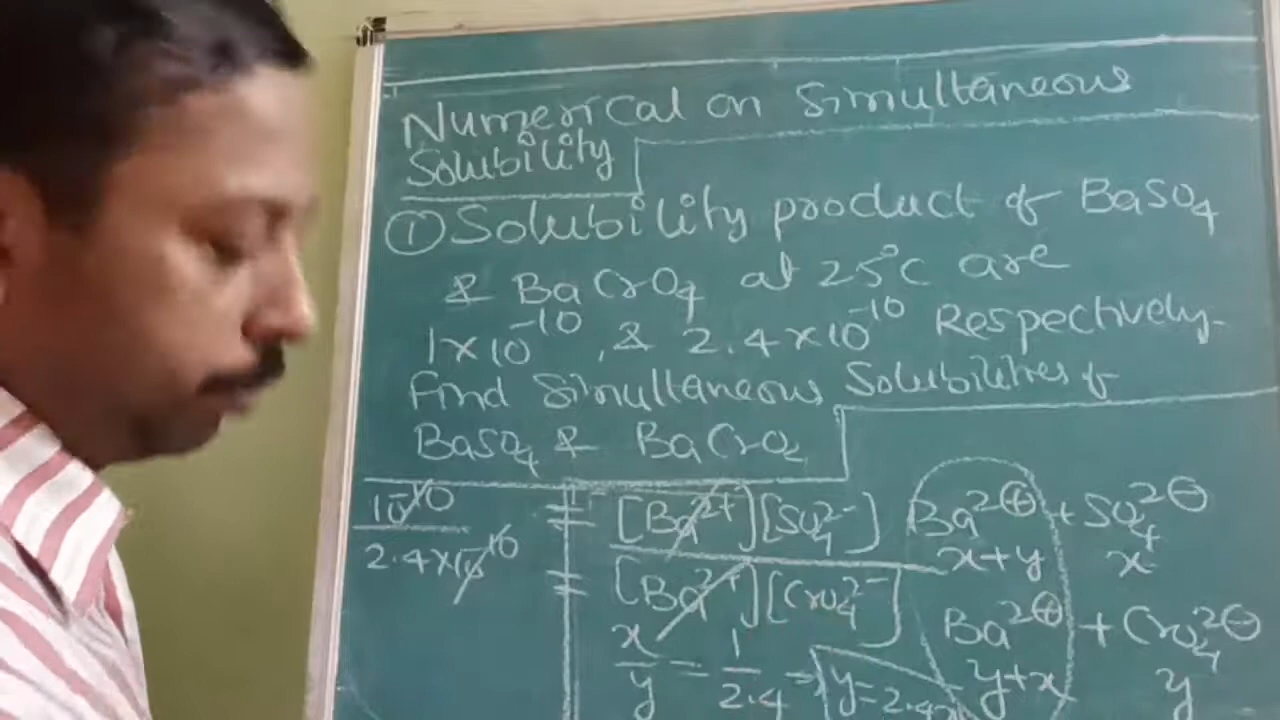 Numerical on Simultaneous
Solubility
① Solubility product of BaSO4
& BaCrO4 at 25°C are
1×10⁻¹⁰, & 2.4×10⁻¹⁰ Respectively.
Find Simultaneous Solubilities of
BaSO4 & BaCrO2
10⁻¹⁰ = [Ba²⁺][SO4²⁻] Ba²⊕ + SO4²⊖
2.4×10⁻¹⁰ = [Ba²⁺][CrO4²⁻] x+y x
Ba²⊕ + CrO4²⊖
x/y = 1/2.4 ⇒ y=2.4x y+x y